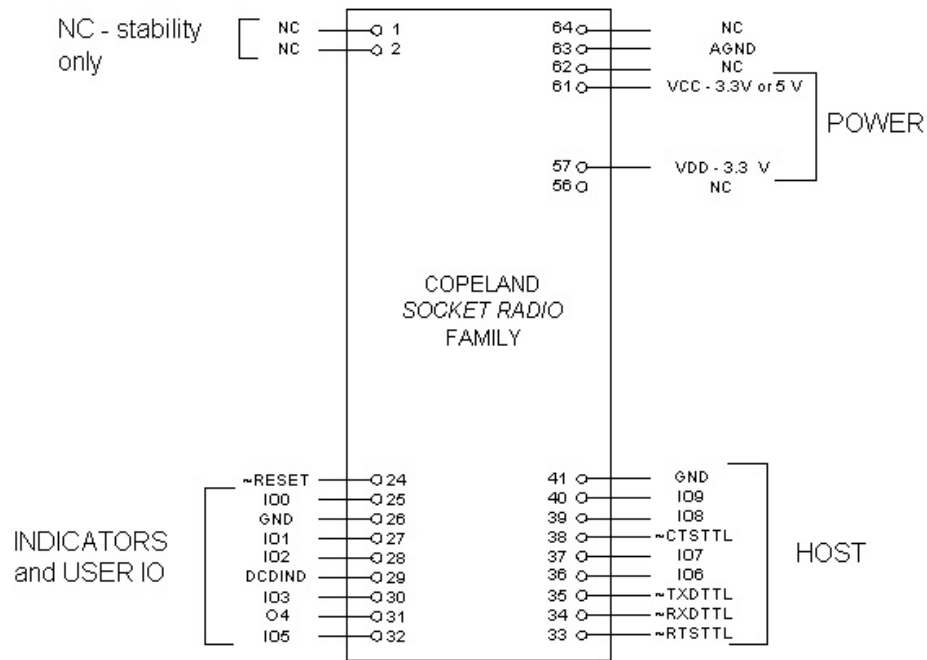 NC - stability
only
NC 1
NC 2
64 NC
63 AGND
62 NC
61 VCC - 3.3V or 5 V
POWER
57 VDD - 3.3 V
56 NC
COPELAND
SOCKET RADIO
FAMILY
INDICATORS
and USER IO
~RESET 24
IO0 25
GND 26
IO1 27
IO2 28
DCDIND 29
IO3 30
O4 31
IO5 32
41 GND
40 IO9
39 IO8
38 ~CTSTTL
37 IO7
36 IO6
35 ~TXDTTL
34 ~RXDTTL
33 ~RTSTTL
HOST